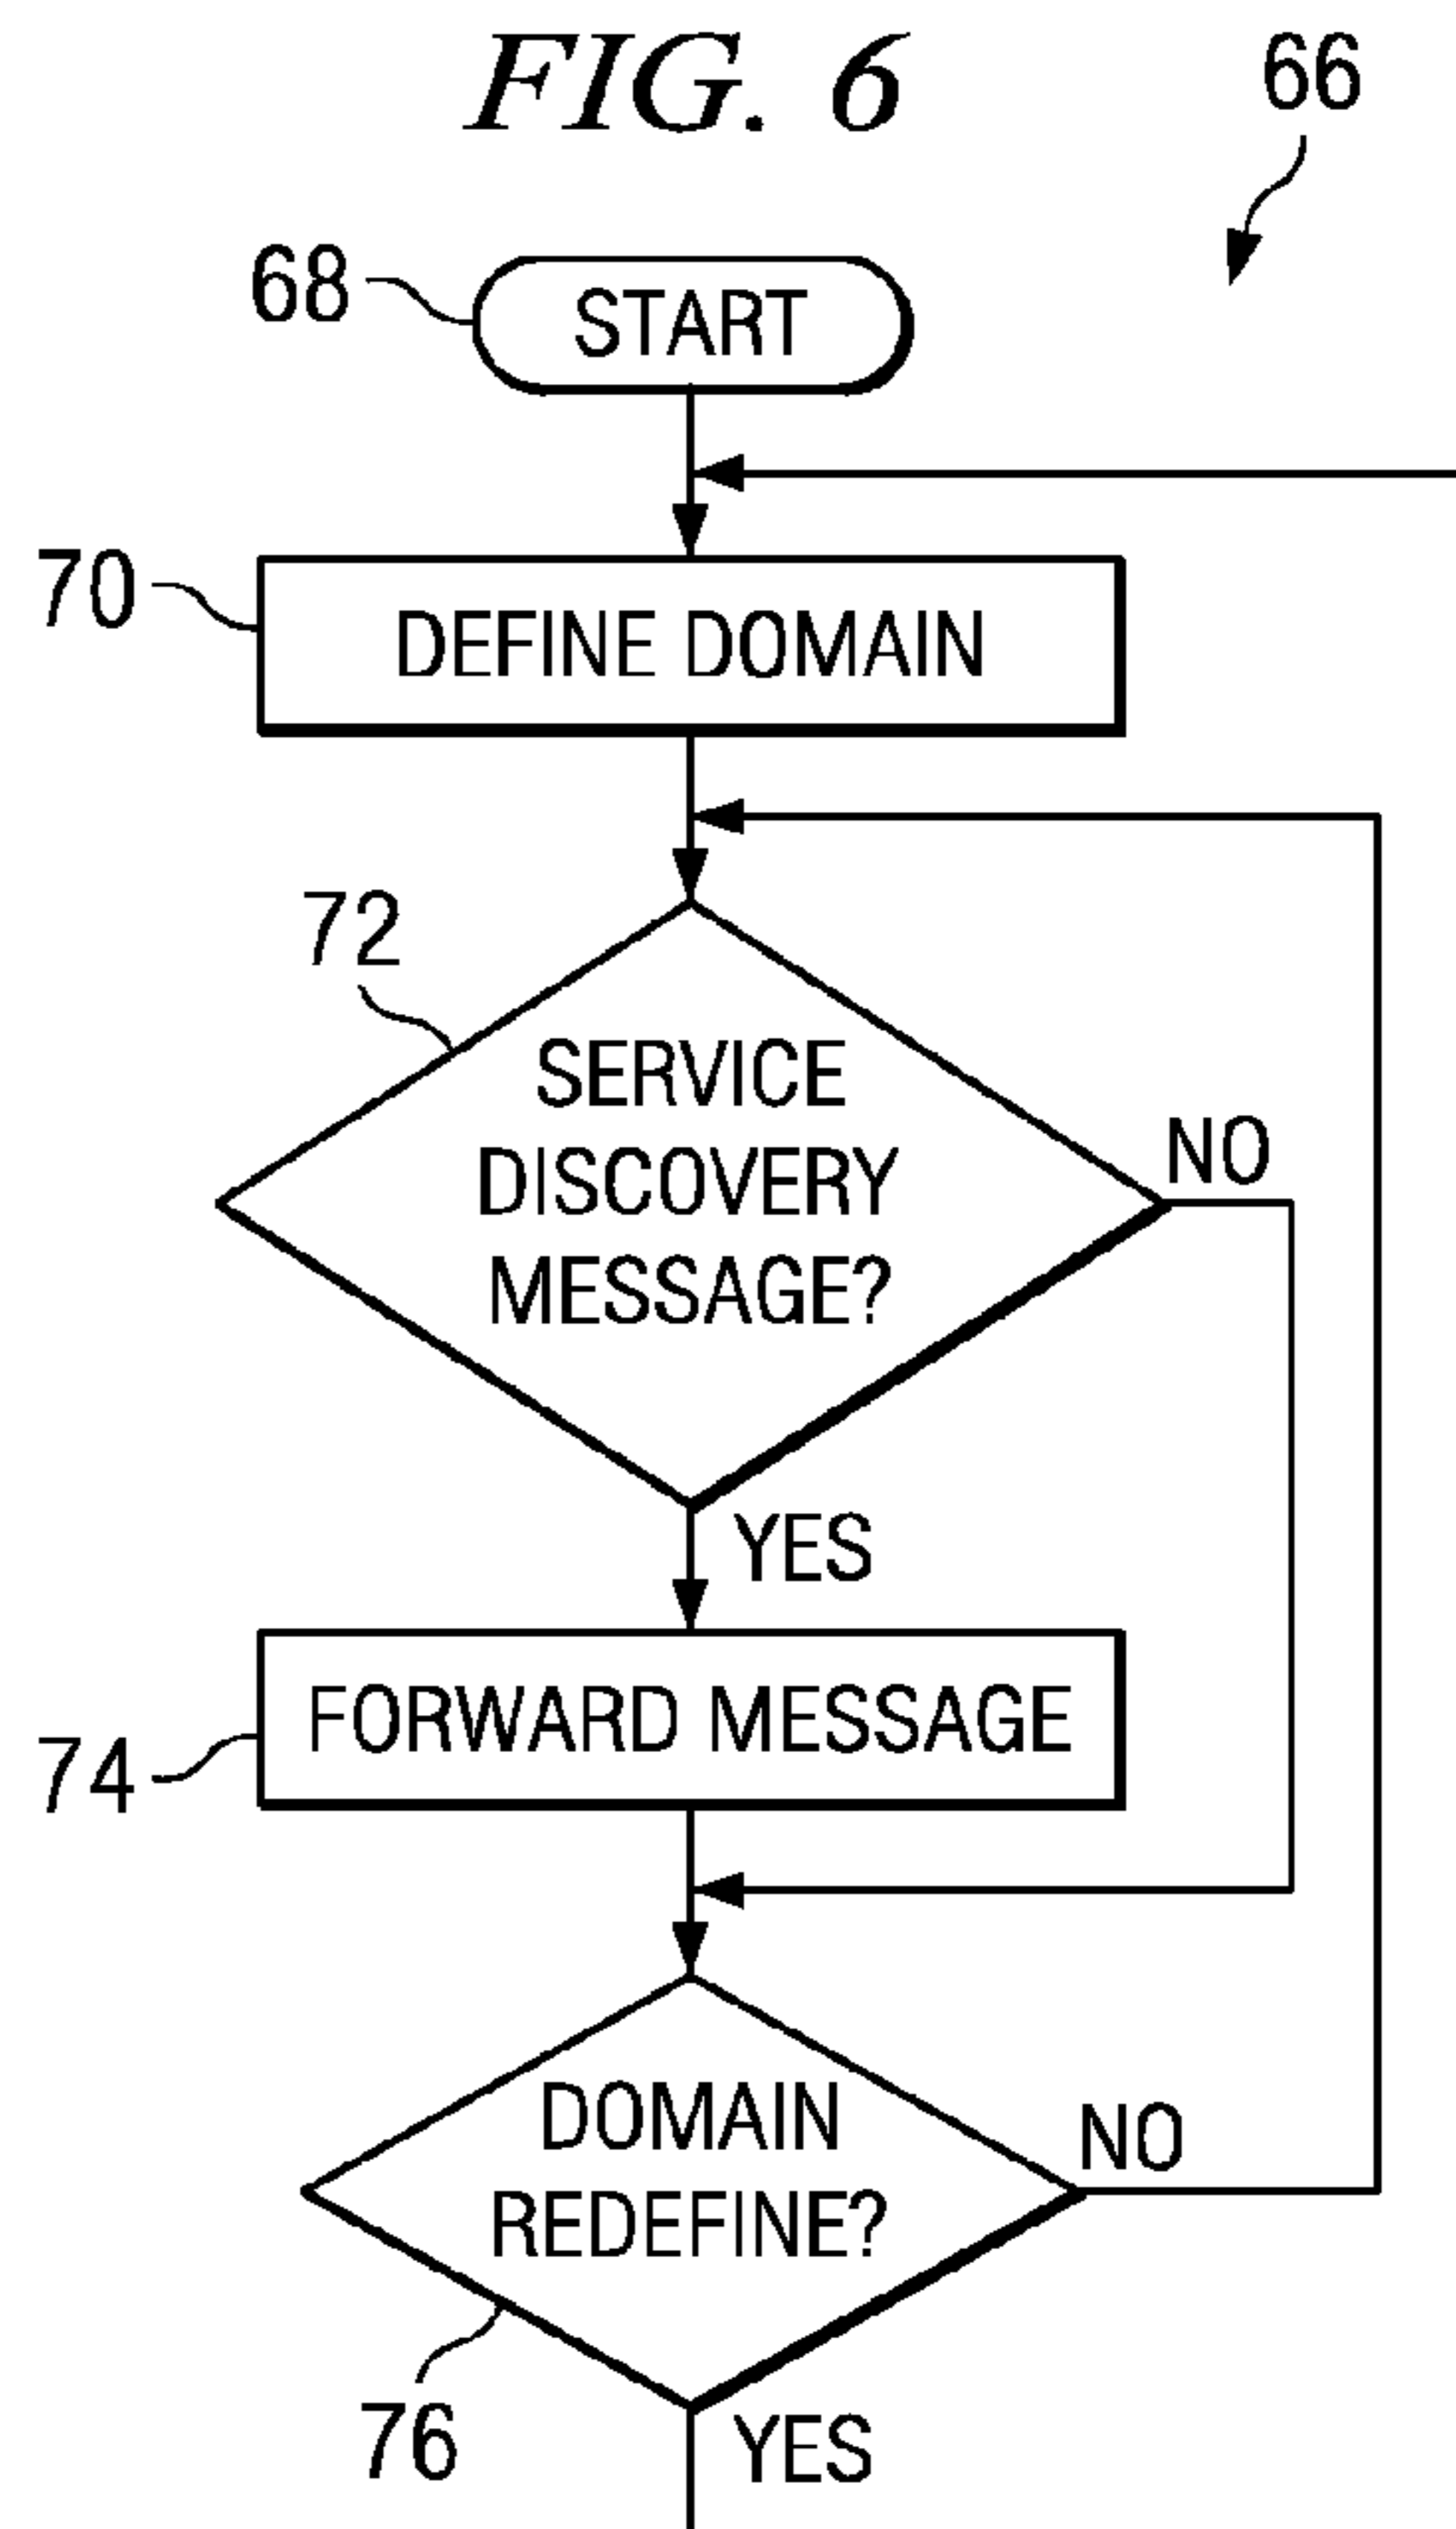 FIG. 6
66
68
START
70
DEFINE DOMAIN
72
SERVICE
DISCOVERY
MESSAGE?
NO
YES
FORWARD MESSAGE
74
DOMAIN
REDEFINE?
NO
76
YES